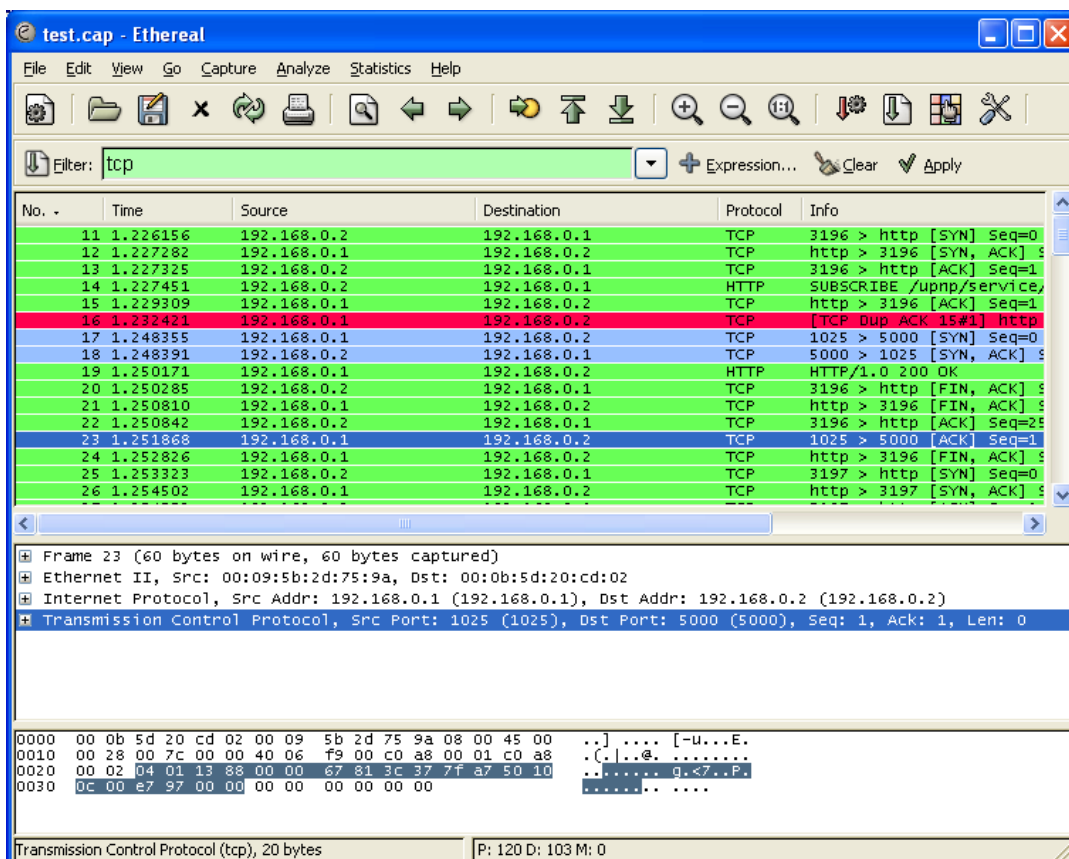 test.cap - Ethereal
File Edit View Go Capture Analyze Statistics Help
Filter: tcp Expression... Clear Apply
No. Time Source Destination Protocol Info
11 1.226156 192.168.0.2 192.168.0.1 TCP 3196 > http [SYN] Seq=0
12 1.227282 192.168.0.1 192.168.0.2 TCP http > 3196 [SYN, ACK] S
13 1.227325 192.168.0.2 192.168.0.1 TCP 3196 > http [ACK] Seq=1
14 1.227451 192.168.0.2 192.168.0.1 HTTP SUBSCRIBE /upnp/service/
15 1.229309 192.168.0.1 192.168.0.2 TCP http > 3196 [ACK] Seq=1
16 1.232421 192.168.0.1 192.168.0.2 TCP [TCP Dup ACK 15#1] http
17 1.248355 192.168.0.1 192.168.0.2 TCP 1025 > 5000 [SYN] Seq=0
18 1.248391 192.168.0.2 192.168.0.1 TCP 5000 > 1025 [SYN, ACK] S
19 1.250171 192.168.0.1 192.168.0.2 HTTP HTTP/1.0 200 OK
20 1.250285 192.168.0.2 192.168.0.1 TCP 3196 > http [FIN, ACK] S
21 1.250810 192.168.0.1 192.168.0.2 TCP http > 3196 [FIN, ACK] S
22 1.250842 192.168.0.2 192.168.0.1 TCP 3196 > http [ACK] Seq=25
23 1.251868 192.168.0.1 192.168.0.2 TCP 1025 > 5000 [ACK] Seq=1
24 1.252826 192.168.0.1 192.168.0.2 TCP http > 3196 [FIN, ACK] S
25 1.253323 192.168.0.2 192.168.0.1 TCP 3197 > http [SYN] Seq=0
26 1.254502 192.168.0.1 192.168.0.2 TCP http > 3197 [SYN, ACK] S
Frame 23 (60 bytes on wire, 60 bytes captured)
Ethernet II, Src: 00:09:5b:2d:75:9a, Dst: 00:0b:5d:20:cd:02
Internet Protocol, Src Addr: 192.168.0.1 (192.168.0.1), Dst Addr: 192.168.0.2 (192.168.0.2)
Transmission Control Protocol, Src Port: 1025 (1025), Dst Port: 5000 (5000), Seq: 1, Ack: 1, Len: 0
0000 00 0b 5d 20 cd 02 00 09 5b 2d 75 9a 08 00 45 00 ..] .... [-u...E.
0010 00 28 00 7c 00 00 40 06 f9 00 c0 a8 00 01 c0 a8 .(.|..@. ........
0020 00 02 04 01 13 88 00 00 67 81 3c 37 7f a7 50 10 ........ g.<7..P.
0030 0c 00 e7 97 00 00 00 00 00 00 00 00 ........ ....
Transmission Control Protocol (tcp), 20 bytes P: 120 D: 103 M: 0